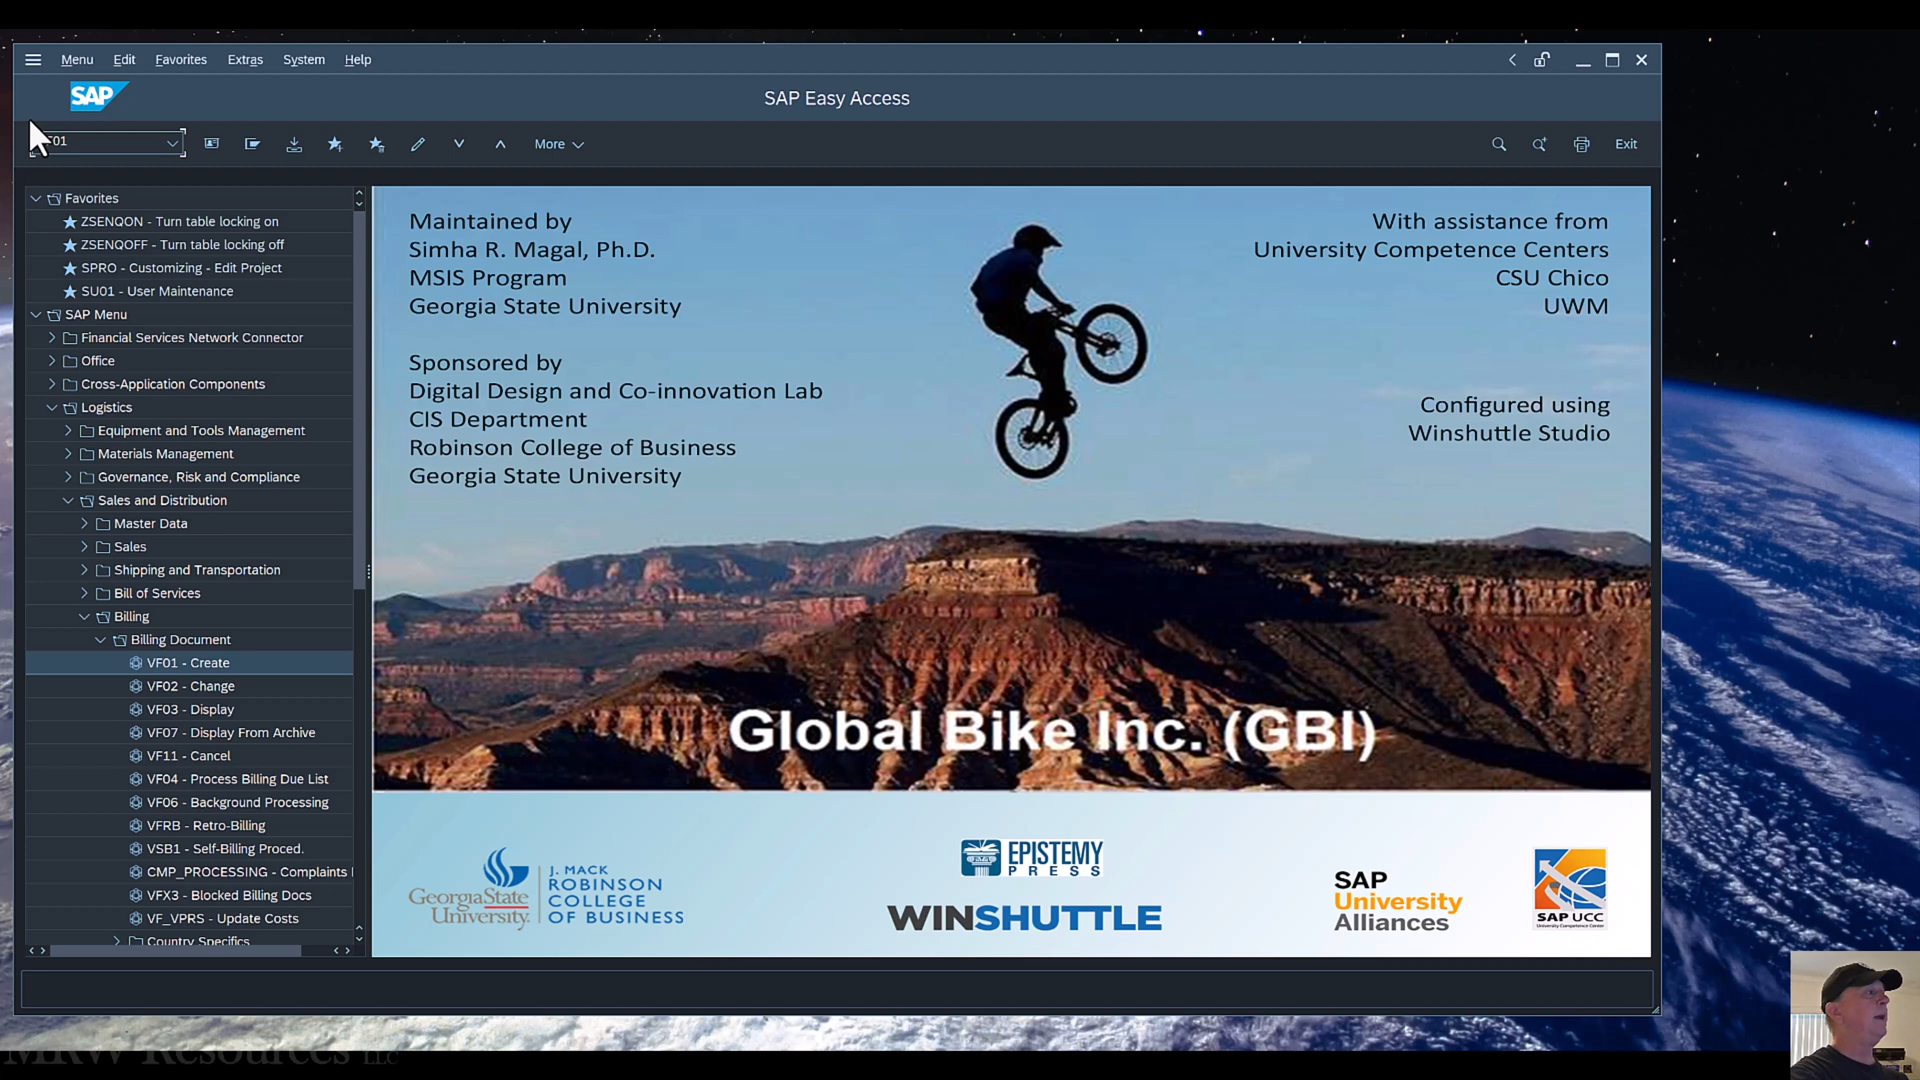 Menu Edit Favorites Extras System Help
SAP
SAP Easy Access
01
More
Exit
Favorites
ZSENQON - Turn table locking on
ZSENQOFF - Turn table locking off
SPRO - Customizing - Edit Project
SU01 - User Maintenance
SAP Menu
Financial Services Network Connector
Office
Cross-Application Components
Logistics
Equipment and Tools Management
Materials Management
Governance, Risk and Compliance
Sales and Distribution
Master Data
Sales
Shipping and Transportation
Bill of Services
Billing
Billing Document
VF01 - Create
VF02 - Change
VF03 - Display
VF07 - Display From Archive
VF11 - Cancel
VF04 - Process Billing Due List
VF06 - Background Processing
VFRB - Retro-Billing
VSB1 - Self-Billing Proced.
CMP_PROCESSING - Complaints
VFX3 - Blocked Billing Docs
VF_VPRS - Update Costs
Country Specifics
Maintained by
Simha R. Magal, Ph.D.
MSIS Program
Georgia State University
Sponsored by
Digital Design and Co-innovation Lab
CIS Department
Robinson College of Business
Georgia State University
With assistance from
University Competence Centers
CSU Chico
UWM
Configured using
Winshuttle Studio
Global Bike Inc. (GBI)
GeorgiaState
University
J. MACK
ROBINSON
COLLEGE
OF BUSINESS
EPISTEMY
PRESS
WINSHUTTLE
SAP
University
Alliances
SAP UCC
University Competence Center
MRW Resources LLC